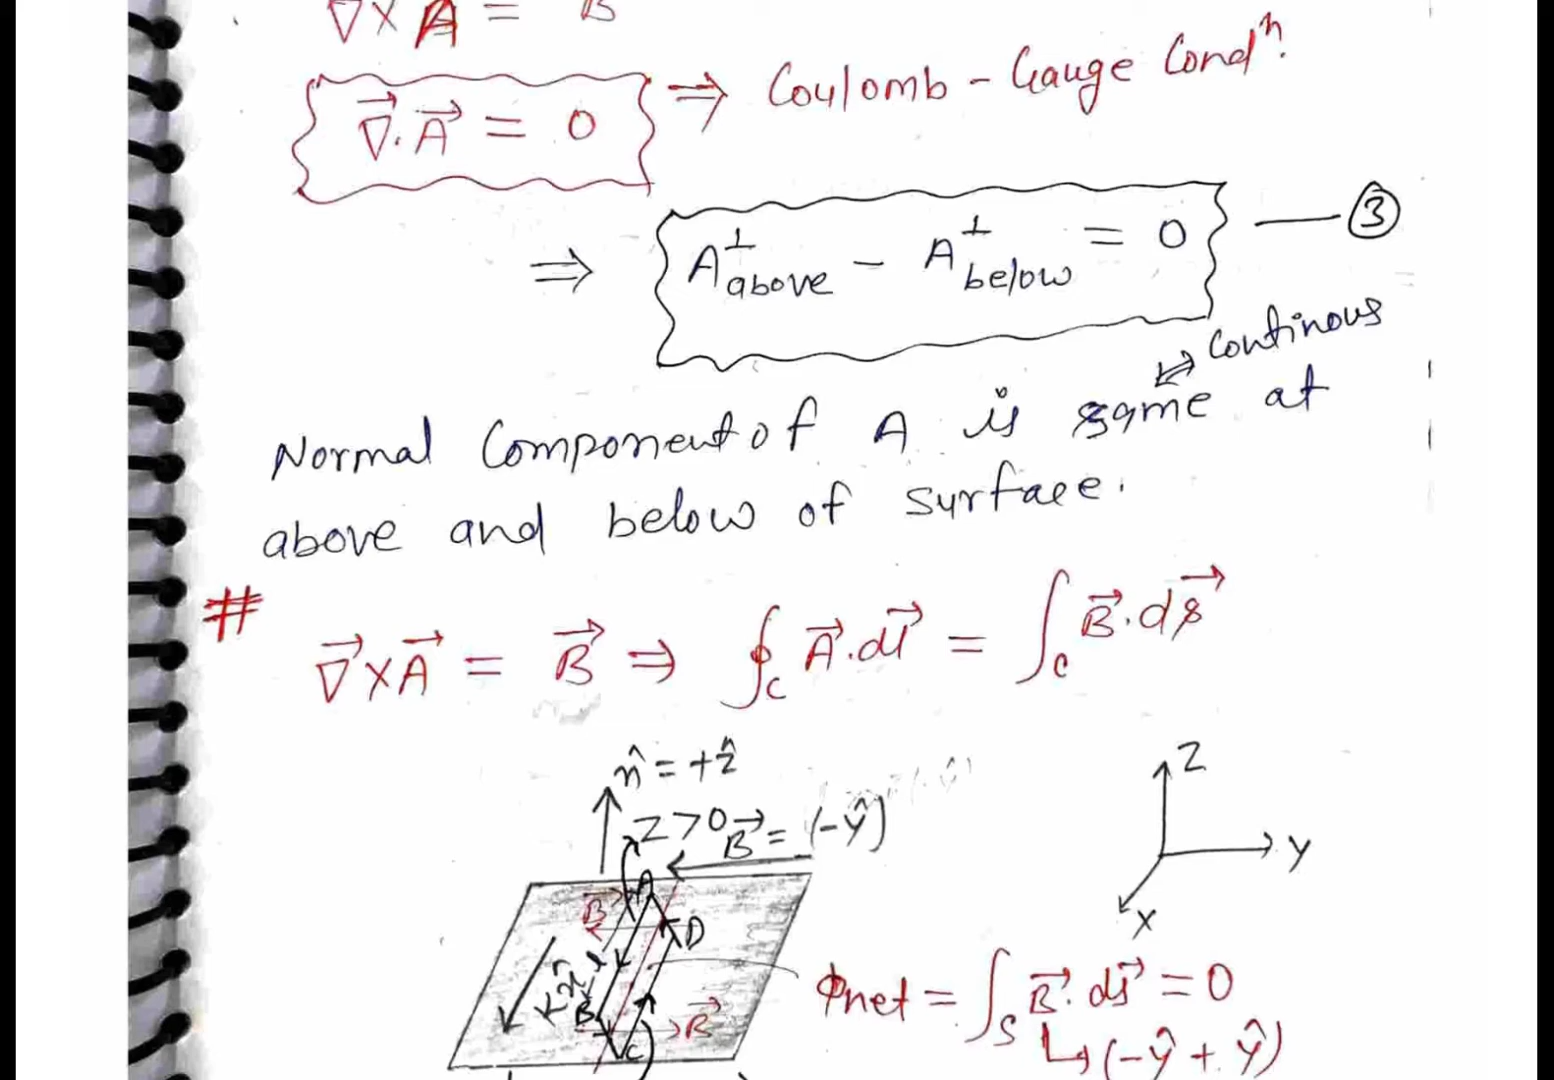 ∇×A = B
∇⃗.A⃗ = 0 ⇒ Coulomb - Gauge Condⁿ.
⇒ A⊥above - A⊥below = 0 — ③
⇔ Continous
Normal Component of A is same at
above and below of surface.
#
∇⃗×A⃗ = B⃗ ⇒ ∮c A⃗.dl⃗ = ∫c B⃗.ds⃗
n̂ = +ẑ
Z>0 B⃗ = (-ŷ)
Z
Y
X
A
B⃗
D
l
K x̂
B
B⃗
C
Φnet = ∫s B⃗.ds⃗ = 0
↳ (-ŷ + ŷ)